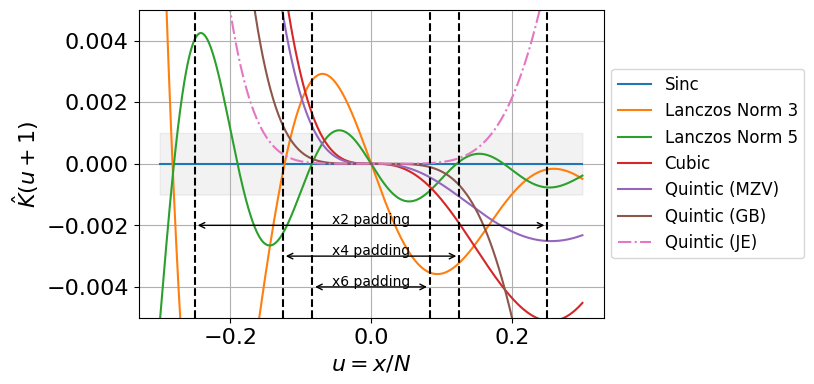 0.004
0.002
0.000
−0.002
−0.004
K̂(u + 1)
x2 padding
x4 padding
x6 padding
−0.2
0.0
0.2
u = x/N
Sinc
Lanczos Norm 3
Lanczos Norm 5
Cubic
Quintic (MZV)
Quintic (GB)
Quintic (JE)